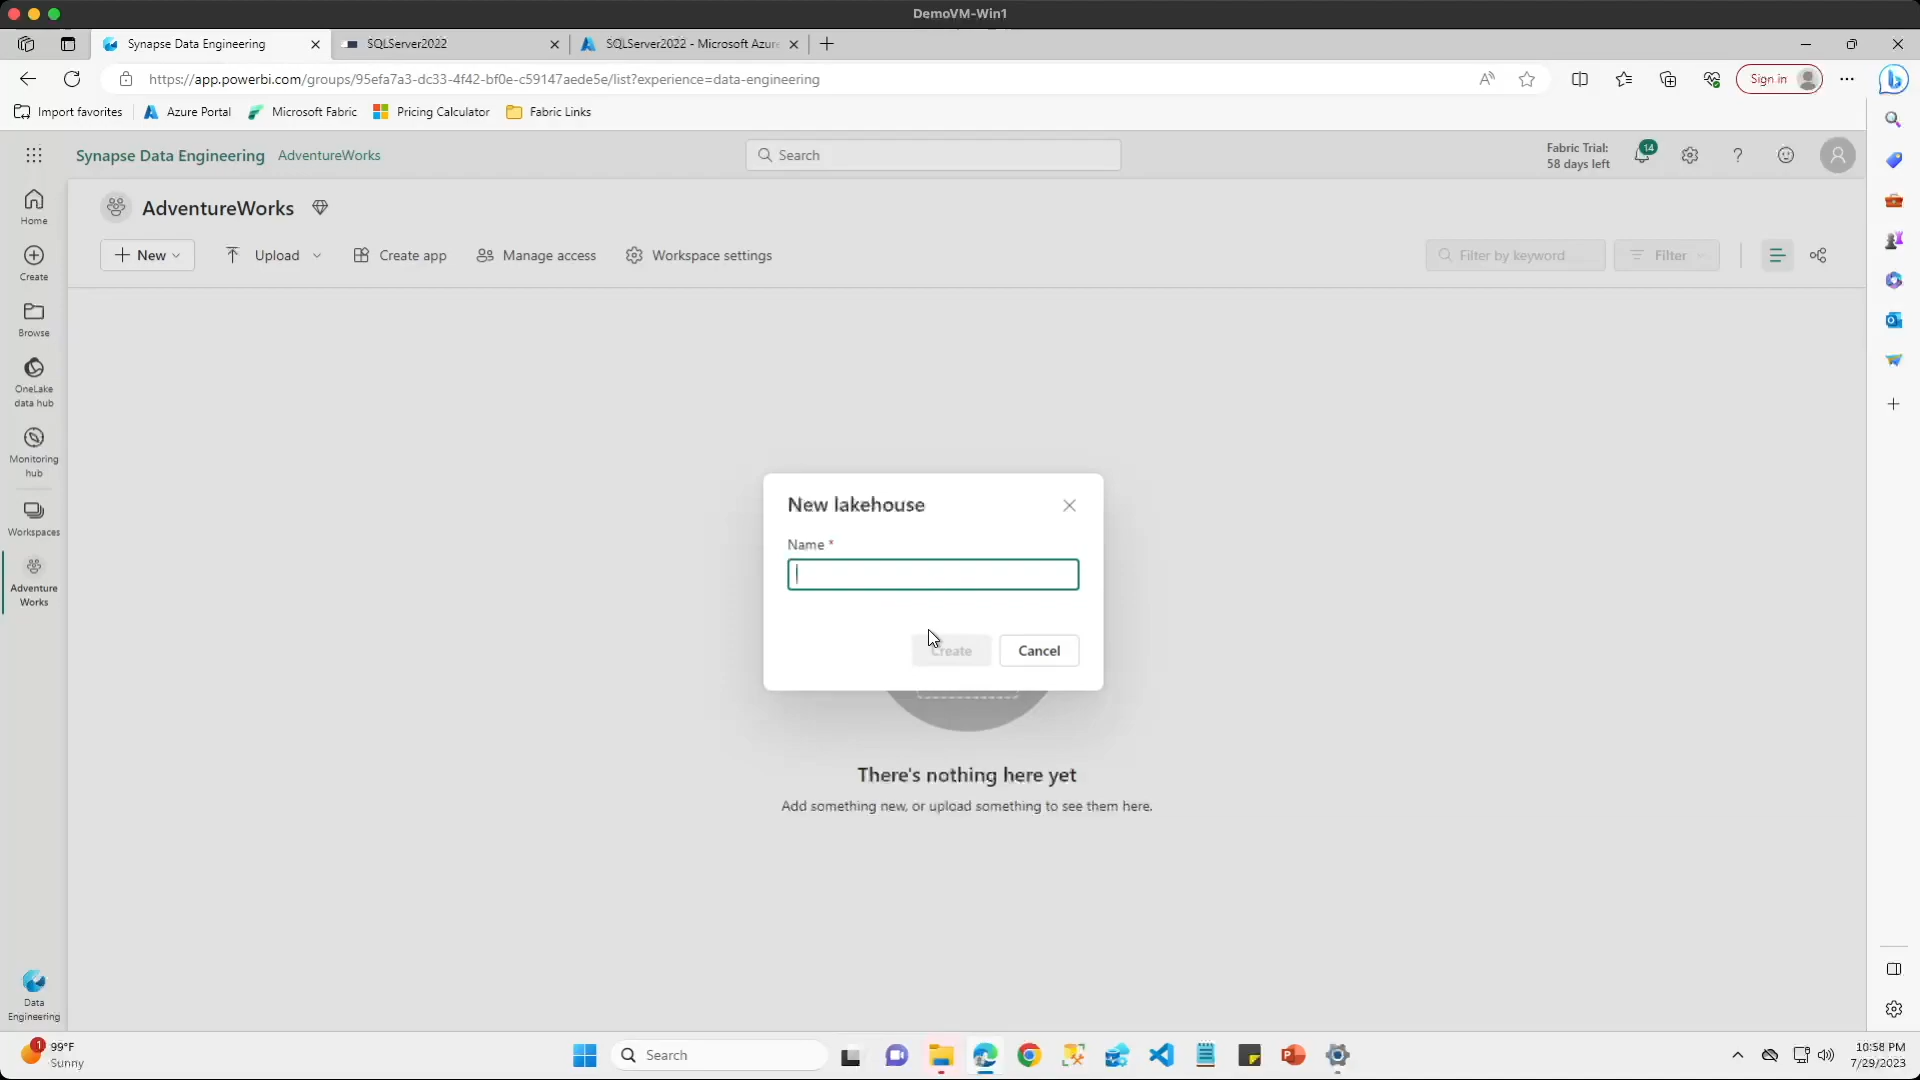 DemoVM-Win1
Synapse Data Engineering
SQLServer2022
SQLServer2022 - Microsoft Azure
https://app.powerbi.com/groups/95efa7a3-dc33-4f42-bf0e-c59147aede5e/list?experience=data-engineering
Sign in
Import favorites
Azure Portal
Microsoft Fabric
Pricing Calculator
Fabric Links
Synapse Data Engineering AdventureWorks
Search
Fabric Trial:
58 days left
14
Home
AdventureWorks
New
Upload
Create app
Manage access
Workspace settings
Filter by keyword
Filter
Create
Browse
OneLake
data hub
Monitoring
hub
Workspaces
Adventure
Works
New lakehouse
Name *
Create
Cancel
There's nothing here yet
Add something new, or upload something to see them here.
Data
Engineering
1
99°F
Sunny
Search
10:58 PM
7/29/2023